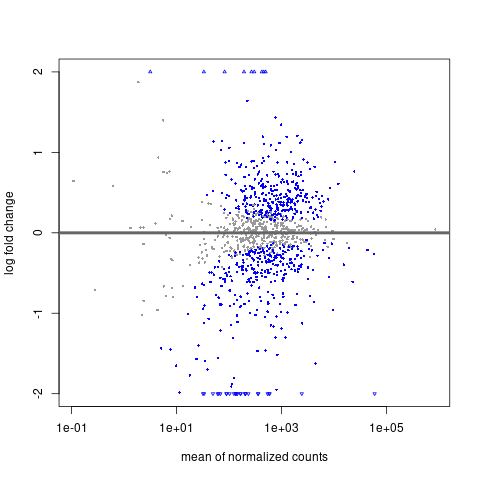 2
1
0
-1
-2
log fold change
1e-01
1e+01
1e+03
1e+05
mean of normalized counts